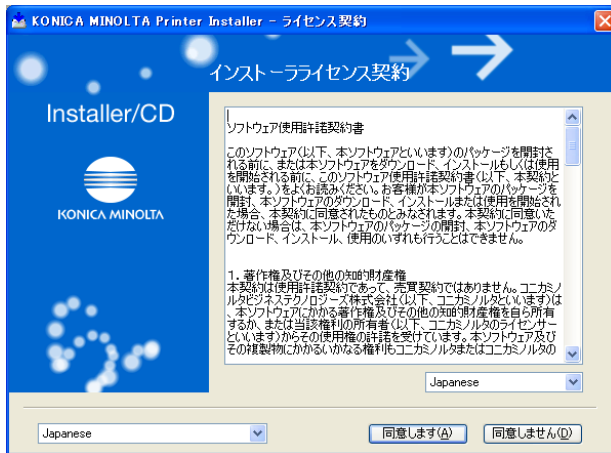 KONICA MINOLTA Printer Installer - ライセンス契約
インストーラライセンス契約
Installer/CD
KONICA MINOLTA
ソフトウェア使用許諾契約書
このソフトウェア(以下、本ソフトウェアといいます)のパッケージを開封さ
れる前に、または本ソフトウェアをダウンロード、インストールもしくは使用
を開始される前に、このソフトウェア使用許諾契約書(以下、本契約と
いいます。)をよくお読みください。お客様が本ソフトウェアのパッケージを
開封、本ソフトウェアのダウンロード、インストールまたは使用を開始され
た場合、本契約に同意されたものとみなされます。本契約に同意いた
だけない場合は、本ソフトウェアのパッケージの開封、本ソフトウェアのダ
ウンロード、インストール、使用のいずれも行うことはできません。
1. 著作権及びその他の知的財産権
本契約は使用許諾契約であって、売買契約ではありません。コニカミノ
ルタビジネステクノロジーズ株式会社(以下、コニカミノルタといいます)は
、本ソフトウェアにかかる著作権及びその他の知的財産権を自ら所有
するか、または当該権利の所有者(以下、コニカミノルタのライセンサー
といいます)からその使用権の許諾を受けています。本ソフトウェア及び
その複製物にかかるいかなる権利もコニカミノルタまたはコニカミノルタの
Japanese
Japanese
同意します(A)
同意しません(D)